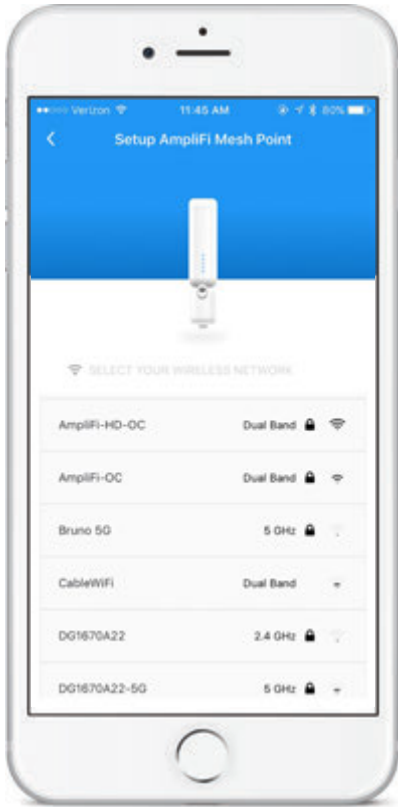 Verizon 11:45 AM 80%
Setup AmpliFi Mesh Point
SELECT YOUR WIRELESS NETWORK
AmpliFi-HD-OC Dual Band
AmpliFi-OC Dual Band
Bruno 5G 5 GHz
CableWiFi Dual Band
DG1670A22 2.4 GHz
DG1670A22-5G 5 GHz